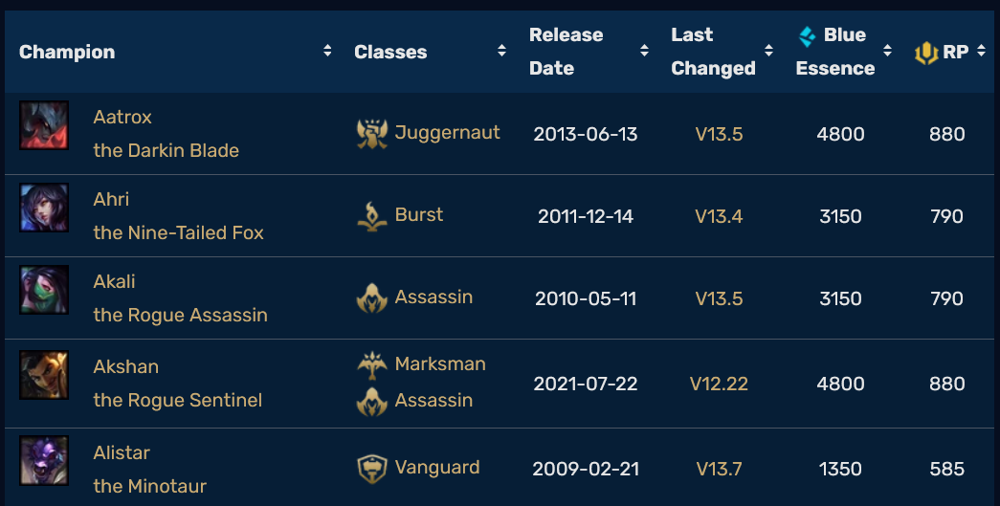 Champion Classes Release Date Last Changed Blue Essence RP
Aatrox
the Darkin Blade
Juggernaut 2013-06-13 V13.5 4800 880
Ahri
the Nine-Tailed Fox
Burst 2011-12-14 V13.4 3150 790
Akali
the Rogue Assassin
Assassin 2010-05-11 V13.5 3150 790
Akshan
the Rogue Sentinel
Marksman
Assassin
2021-07-22 V12.22 4800 880
Alistar
the Minotaur
Vanguard 2009-02-21 V13.7 1350 585